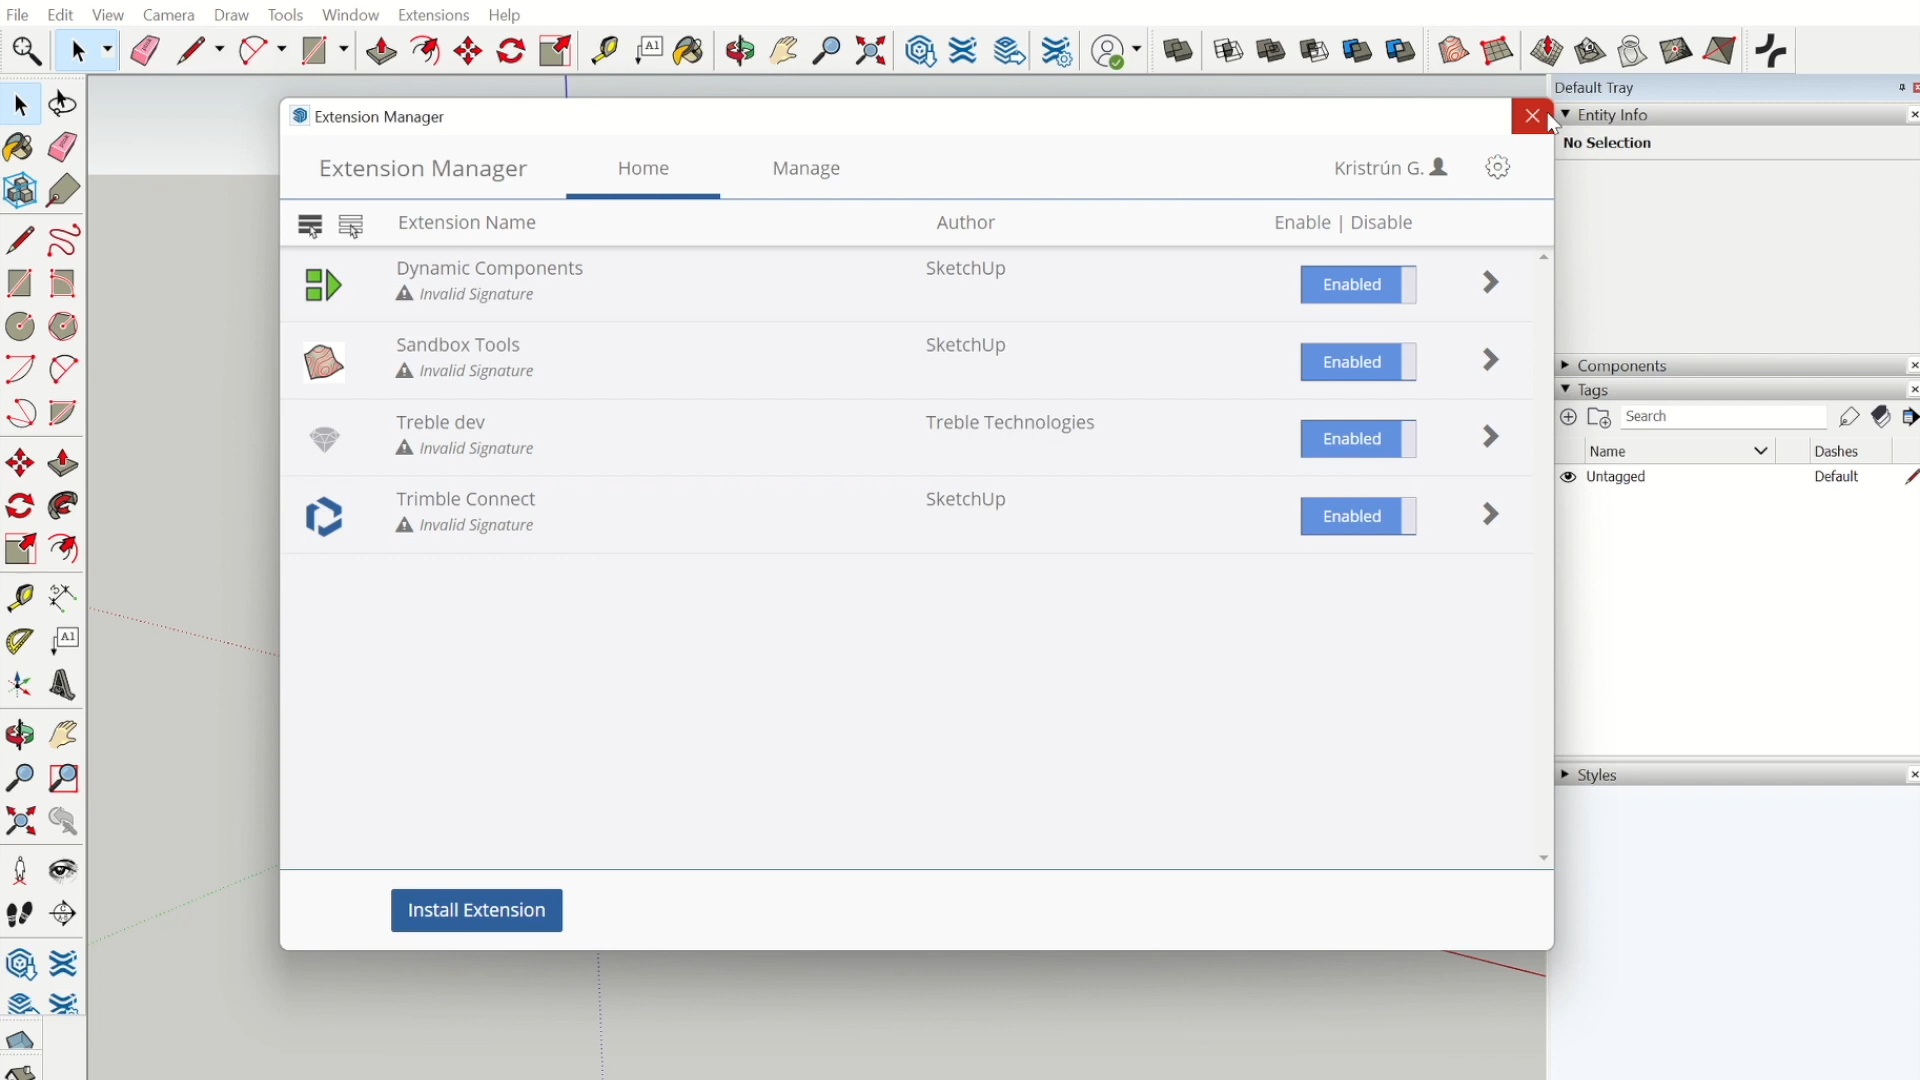 File Edit View Camera Draw Tools Window Extensions Help
A1
Default Tray
Extension Manager
Entity Info
No Selection
Extension Manager Home Manage Kristrún G.
Extension Name Author Enable | Disable
Dynamic Components SketchUp
Invalid Signature
Enabled
Sandbox Tools SketchUp
Invalid Signature
Enabled
Components
Tags
Search
Treble dev Treble Technologies
Invalid Signature
Enabled
Name Dashes
Untagged Default
Trimble Connect SketchUp
Invalid Signature
Enabled
A1
Styles
Install Extension